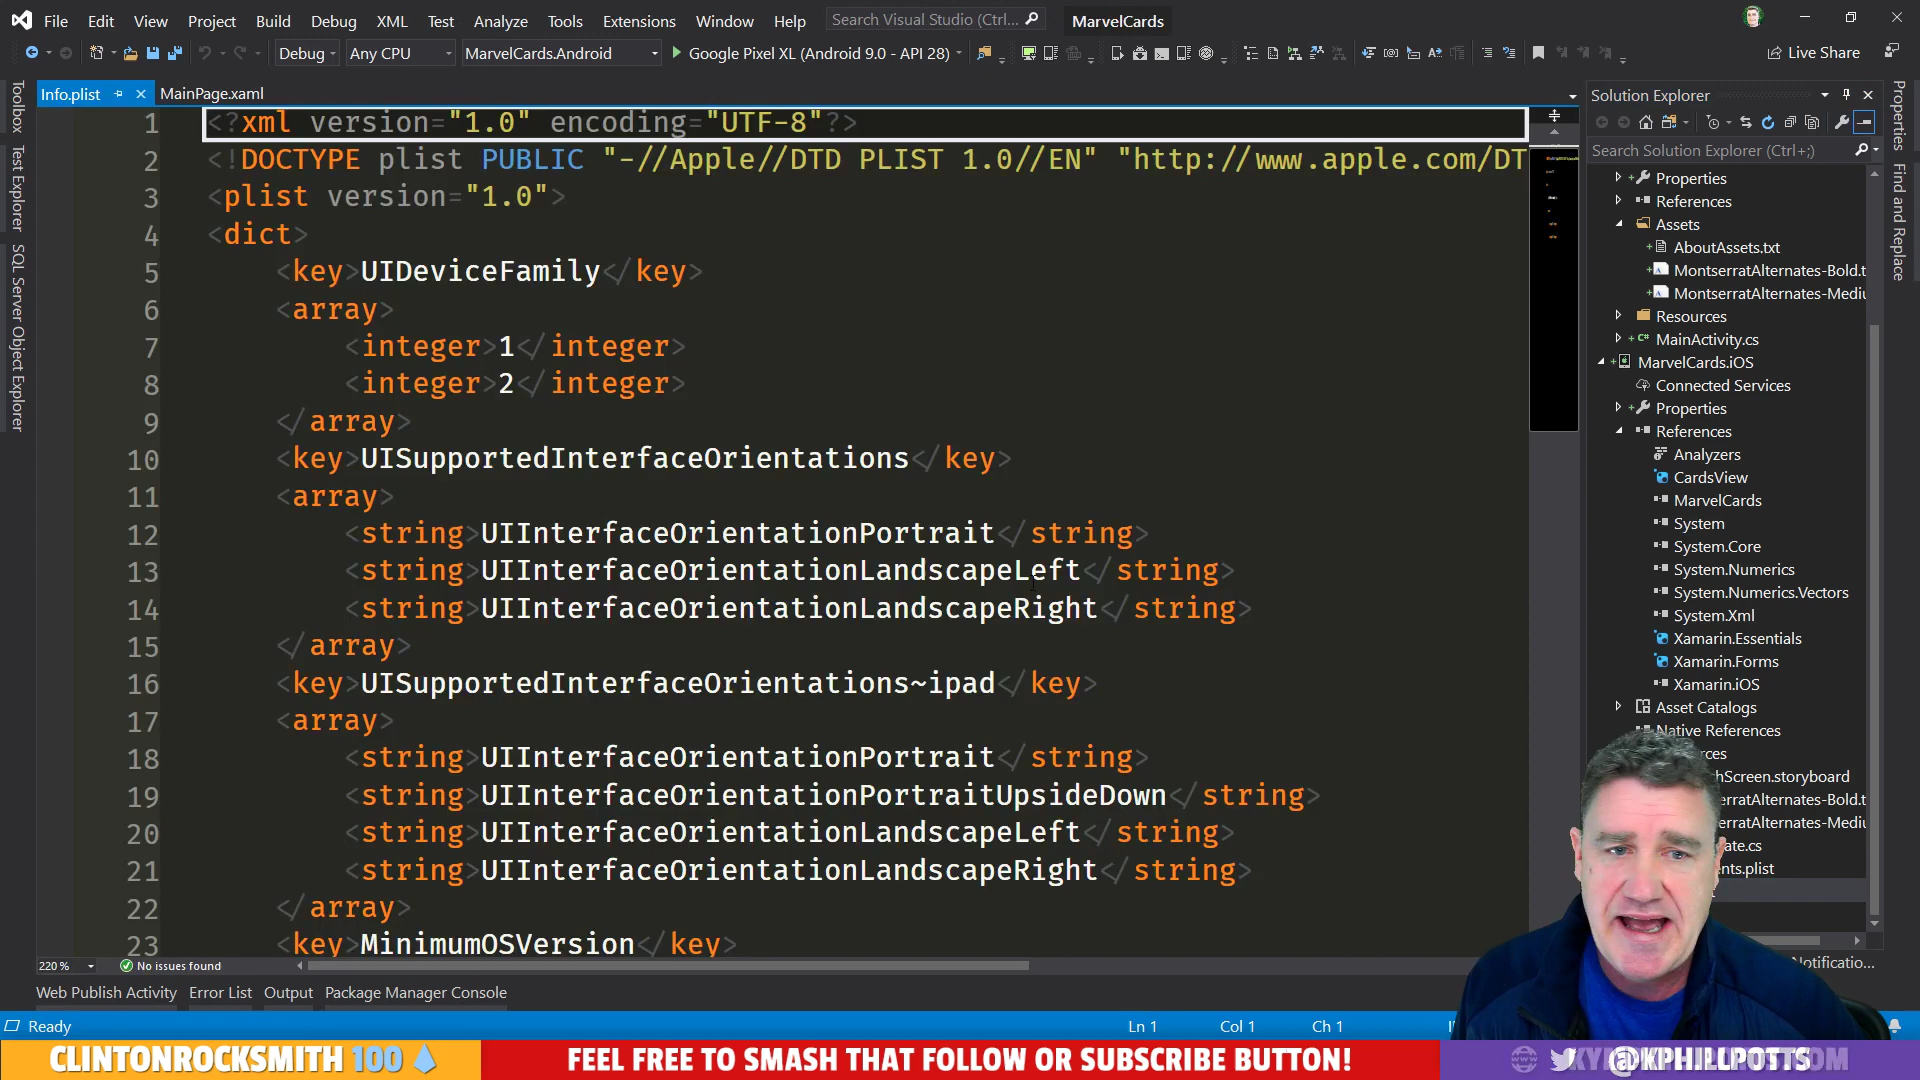 File Edit View Project Build Debug XML Test Analyze Tools Extensions Window Help Search Visual Studio (Ctrl... MarvelCards
Debug Any CPU MarvelCards.Android Google Pixel XL (Android 9.0 - API 28) Live Share
Info.plist MainPage.xaml
Toolbox
Test Explorer
SQL Server Object Explorer
1 <?xml version="1.0" encoding="UTF-8"?>
2 <!DOCTYPE plist PUBLIC "-//Apple//DTD PLIST 1.0//EN" "http://www.apple.com/DT
3 <plist version="1.0">
4 <dict>
5 <key>UIDeviceFamily</key>
6 <array>
7 <integer>1</integer>
8 <integer>2</integer>
9 </array>
10 <key>UISupportedInterfaceOrientations</key>
11 <array>
12 <string>UIInterfaceOrientationPortrait</string>
13 <string>UIInterfaceOrientationLandscapeLeft</string>
14 <string>UIInterfaceOrientationLandscapeRight</string>
15 </array>
16 <key>UISupportedInterfaceOrientations~ipad</key>
17 <array>
18 <string>UIInterfaceOrientationPortrait</string>
19 <string>UIInterfaceOrientationPortraitUpsideDown</string>
20 <string>UIInterfaceOrientationLandscapeLeft</string>
21 <string>UIInterfaceOrientationLandscapeRight</string>
22 </array>
23 <key>MinimumOSVersion</key>
Solution Explorer
Search Solution Explorer (Ctrl+;)
Properties
References
Assets
AboutAssets.txt
MontserratAlternates-Bold.t
MontserratAlternates-Mediu
Resources
MainActivity.cs
MarvelCards.iOS
Connected Services
Properties
References
Analyzers
CardsView
MarvelCards
System
System.Core
System.Numerics
System.Numerics.Vectors
System.Xml
Xamarin.Essentials
Xamarin.Forms
Xamarin.iOS
Asset Catalogs
Native References
rces
hScreen.storyboard
rratAlternates-Bold.t
rratAlternates-Mediu
ate.cs
ents.plist
Properties
Find and Replace
Notificatio...
220 % No issues found
Web Publish Activity Error List Output Package Manager Console
Ready Ln 1 Col 1 Ch 1
CLINTONROCKSMITH 100 FEEL FREE TO SMASH THAT FOLLOW OR SUBSCRIBE BUTTON! @KPHILLPOTTS